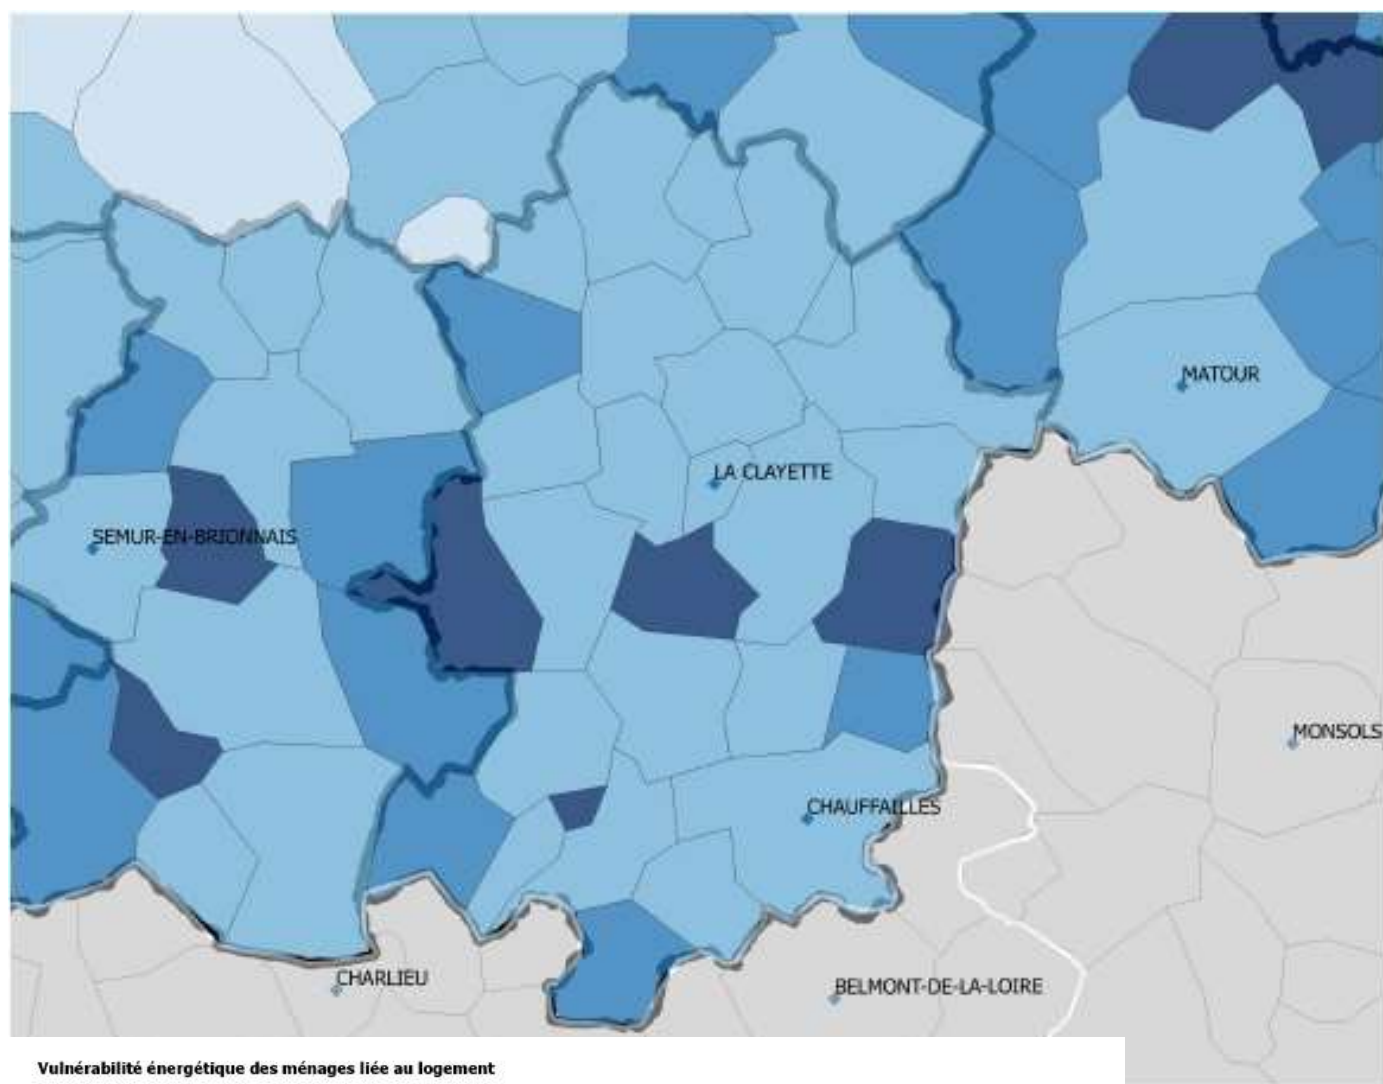 MATOUR
LA CLAYETTE
SEMUR-EN-BRIONNAIS
MONSOLS
CHAUFFAILLES
CHARLIEU
BELMONT-DE-LA-LOIRE
Vulnérabilité énergétique des ménages liée au logement